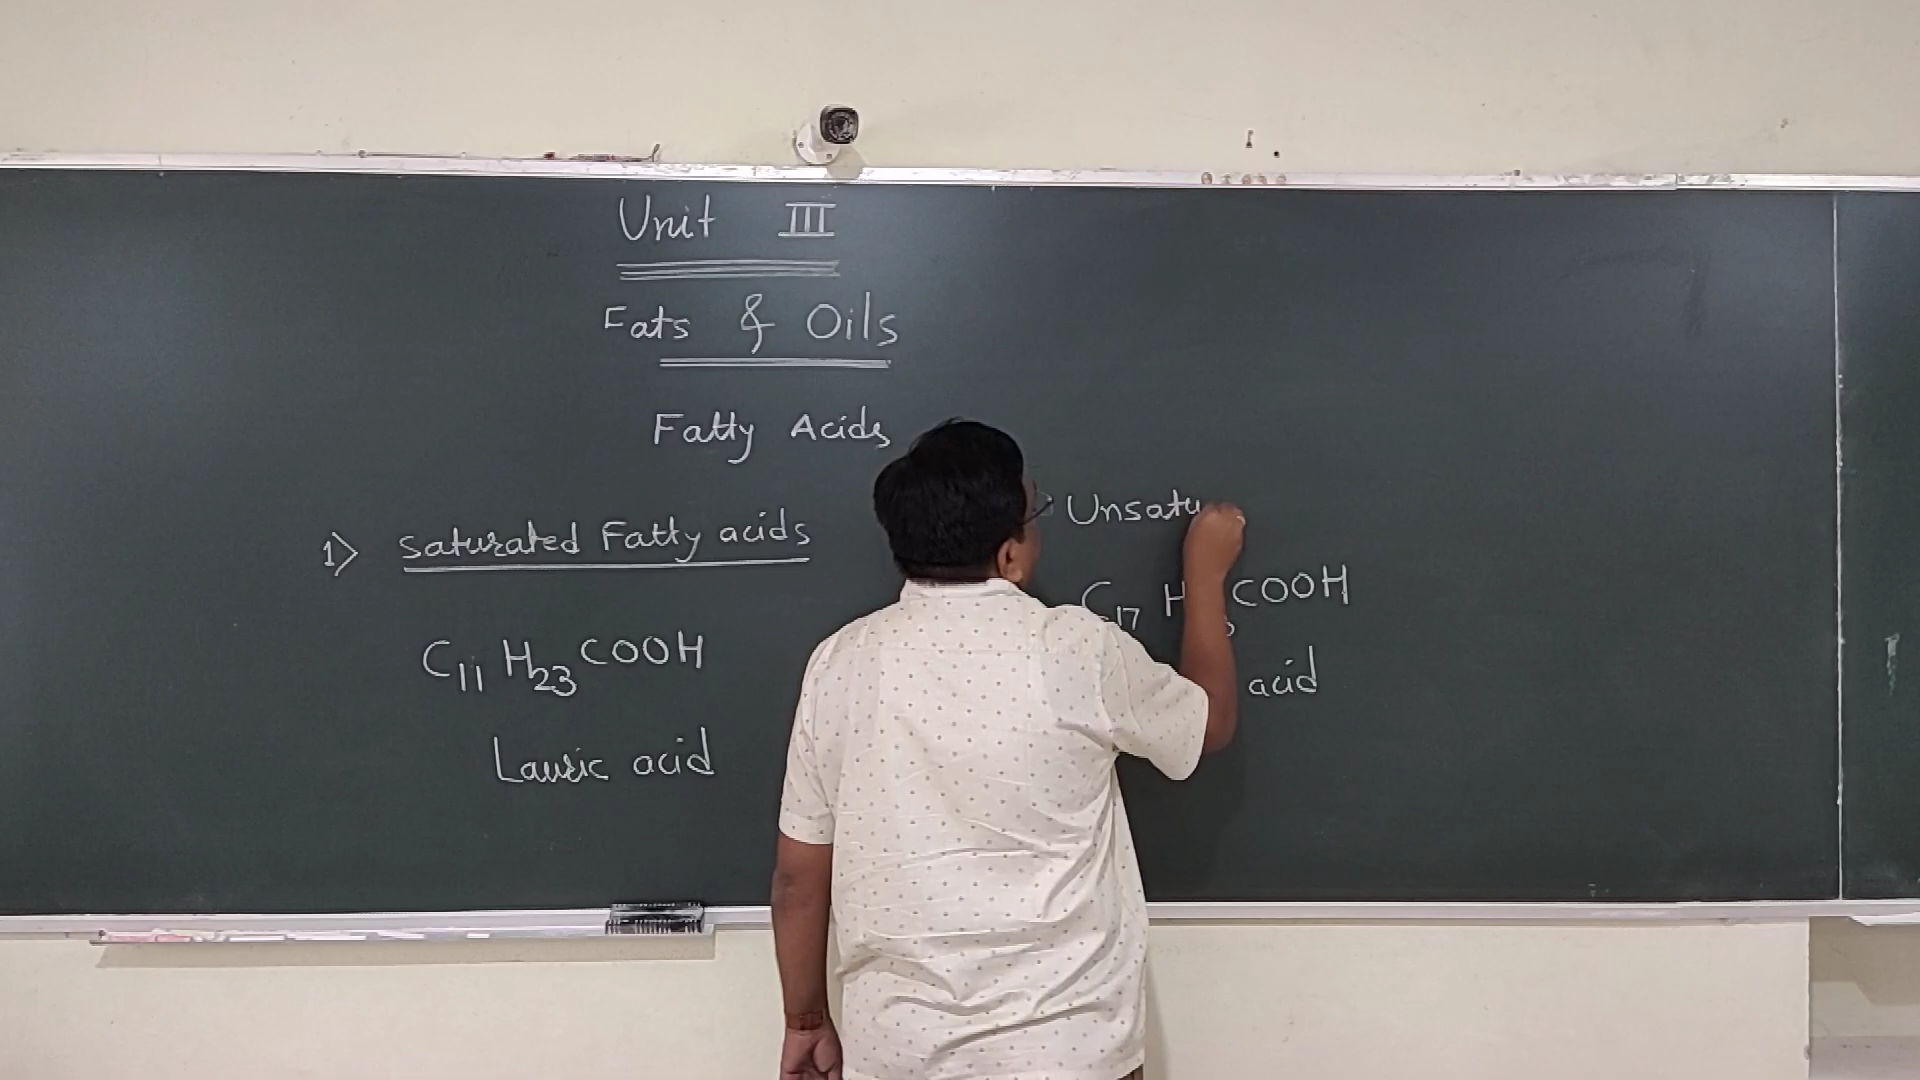 Unit III
Fats & Oils
Fatty Acids
1) Saturated Fatty acids
C11 H23 COOH
Lauric acid
Unsatu
C17 H COOH
acid